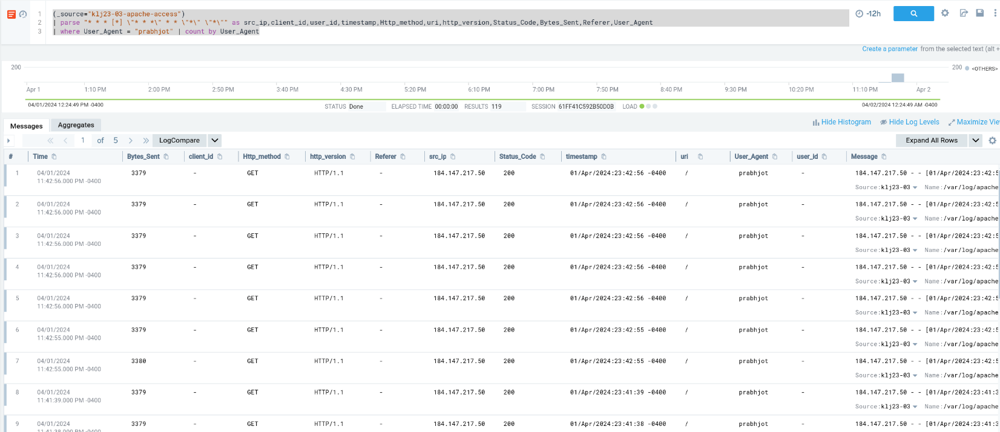 1 (_source="klj23-03-apache-access")
2 | parse "* * * [*] \"* * *\" * * \"*\" \"*\"" as src_ip,client_id,user_id,timestamp,Http_method,uri,http_version,Status_Code,Bytes_Sent,Referer,User_Agent
3 | where User_Agent = "prabhjot" | count by User_Agent
-12h
Create a parameter from the selected text (alt +
200
200 <OTHERS>
Apr 1 1:10 PM 2:00 PM 2:50 PM 3:40 PM 4:30 PM 5:20 PM 6:10 PM 7:00 PM 7:50 PM 8:40 PM 9:30 PM 10:20 PM 11:10 PM Apr 2
04/01/2024 12:24:49 PM -0400 STATUS Done ELAPSED TIME 00:00:00 RESULTS 119 SESSION 61FF41C592B50D0B LOAD 04/02/2024 12:24:49 AM -0400
Messages Aggregates Hide Histogram Hide Log Levels Maximize Vie
1 of 5 LogCompare Expand All Rows
# Time Bytes_Sent client_id Http_method http_version Referer src_ip Status_Code timestamp uri User_Agent user_id Message
1 04/01/2024 3379 - GET HTTP/1.1 - 184.147.217.50 200 01/Apr/2024:23:42:56 -0400 / prabhjot - 184.147.217.50 - - [01/Apr/2024:23:42:5
11:42:56.000 PM -0400 Source:klj23-03 Name:/var/log/apache
2 04/01/2024 3379 - GET HTTP/1.1 - 184.147.217.50 200 01/Apr/2024:23:42:56 -0400 / prabhjot - 184.147.217.50 - - [01/Apr/2024:23:42:5
11:42:56.000 PM -0400 Source:klj23-03 Name:/var/log/apache
3 04/01/2024 3379 - GET HTTP/1.1 - 184.147.217.50 200 01/Apr/2024:23:42:56 -0400 / prabhjot - 184.147.217.50 - - [01/Apr/2024:23:42:5
11:42:56.000 PM -0400 Source:klj23-03 Name:/var/log/apache
4 04/01/2024 3379 - GET HTTP/1.1 - 184.147.217.50 200 01/Apr/2024:23:42:56 -0400 / prabhjot - 184.147.217.50 - - [01/Apr/2024:23:42:5
11:42:56.000 PM -0400 Source:klj23-03 Name:/var/log/apache
5 04/01/2024 3379 - GET HTTP/1.1 - 184.147.217.50 200 01/Apr/2024:23:42:56 -0400 / prabhjot - 184.147.217.50 - - [01/Apr/2024:23:42:5
11:42:56.000 PM -0400 Source:klj23-03 Name:/var/log/apache
6 04/01/2024 3379 - GET HTTP/1.1 - 184.147.217.50 200 01/Apr/2024:23:42:55 -0400 / prabhjot - 184.147.217.50 - - [01/Apr/2024:23:42:5
11:42:55.000 PM -0400 Source:klj23-03 Name:/var/log/apache
7 04/01/2024 3380 - GET HTTP/1.1 - 184.147.217.50 200 01/Apr/2024:23:42:55 -0400 / prabhjot - 184.147.217.50 - - [01/Apr/2024:23:42:5
11:42:55.000 PM -0400 Source:klj23-03 Name:/var/log/apache
8 04/01/2024 3379 - GET HTTP/1.1 - 184.147.217.50 200 01/Apr/2024:23:41:39 -0400 / prabhjot - 184.147.217.50 - - [01/Apr/2024:23:41:3
11:41:39.000 PM -0400 Source:klj23-03 Name:/var/log/apache
9 04/01/2024 3379 - GET HTTP/1.1 - 184.147.217.50 200 01/Apr/2024:23:41:38 -0400 / prabhjot - 184.147.217.50 - - [01/Apr/2024:23:41:3
11:41:38.000 PM -0400